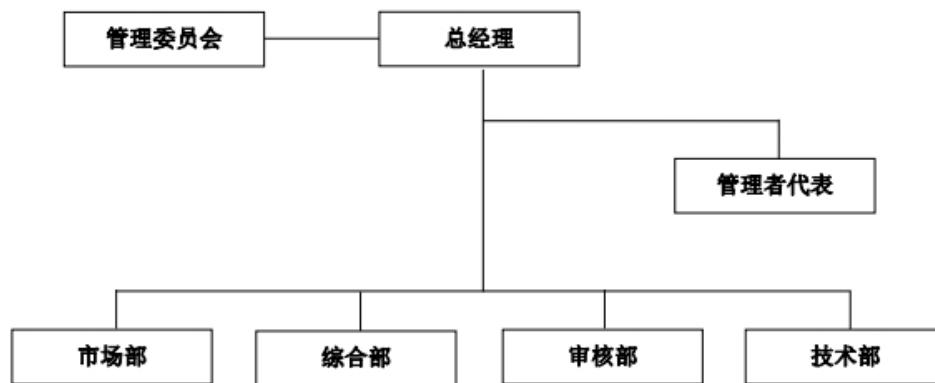 管理委员会
总经理
管理者代表
市场部
综合部
审核部
技术部